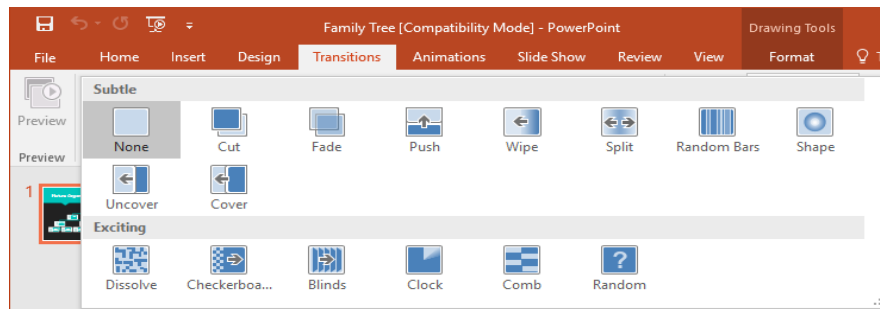 Family Tree [Compatibility Mode] - PowerPoint
Drawing Tools
File Home Insert Design Transitions Animations Slide Show Review View Format
Subtle
Preview
None Cut Fade Push Wipe Split Random Bars Shape
Preview
1
Uncover Cover
Exciting
Dissolve Checkerboa... Blinds Clock Comb Random